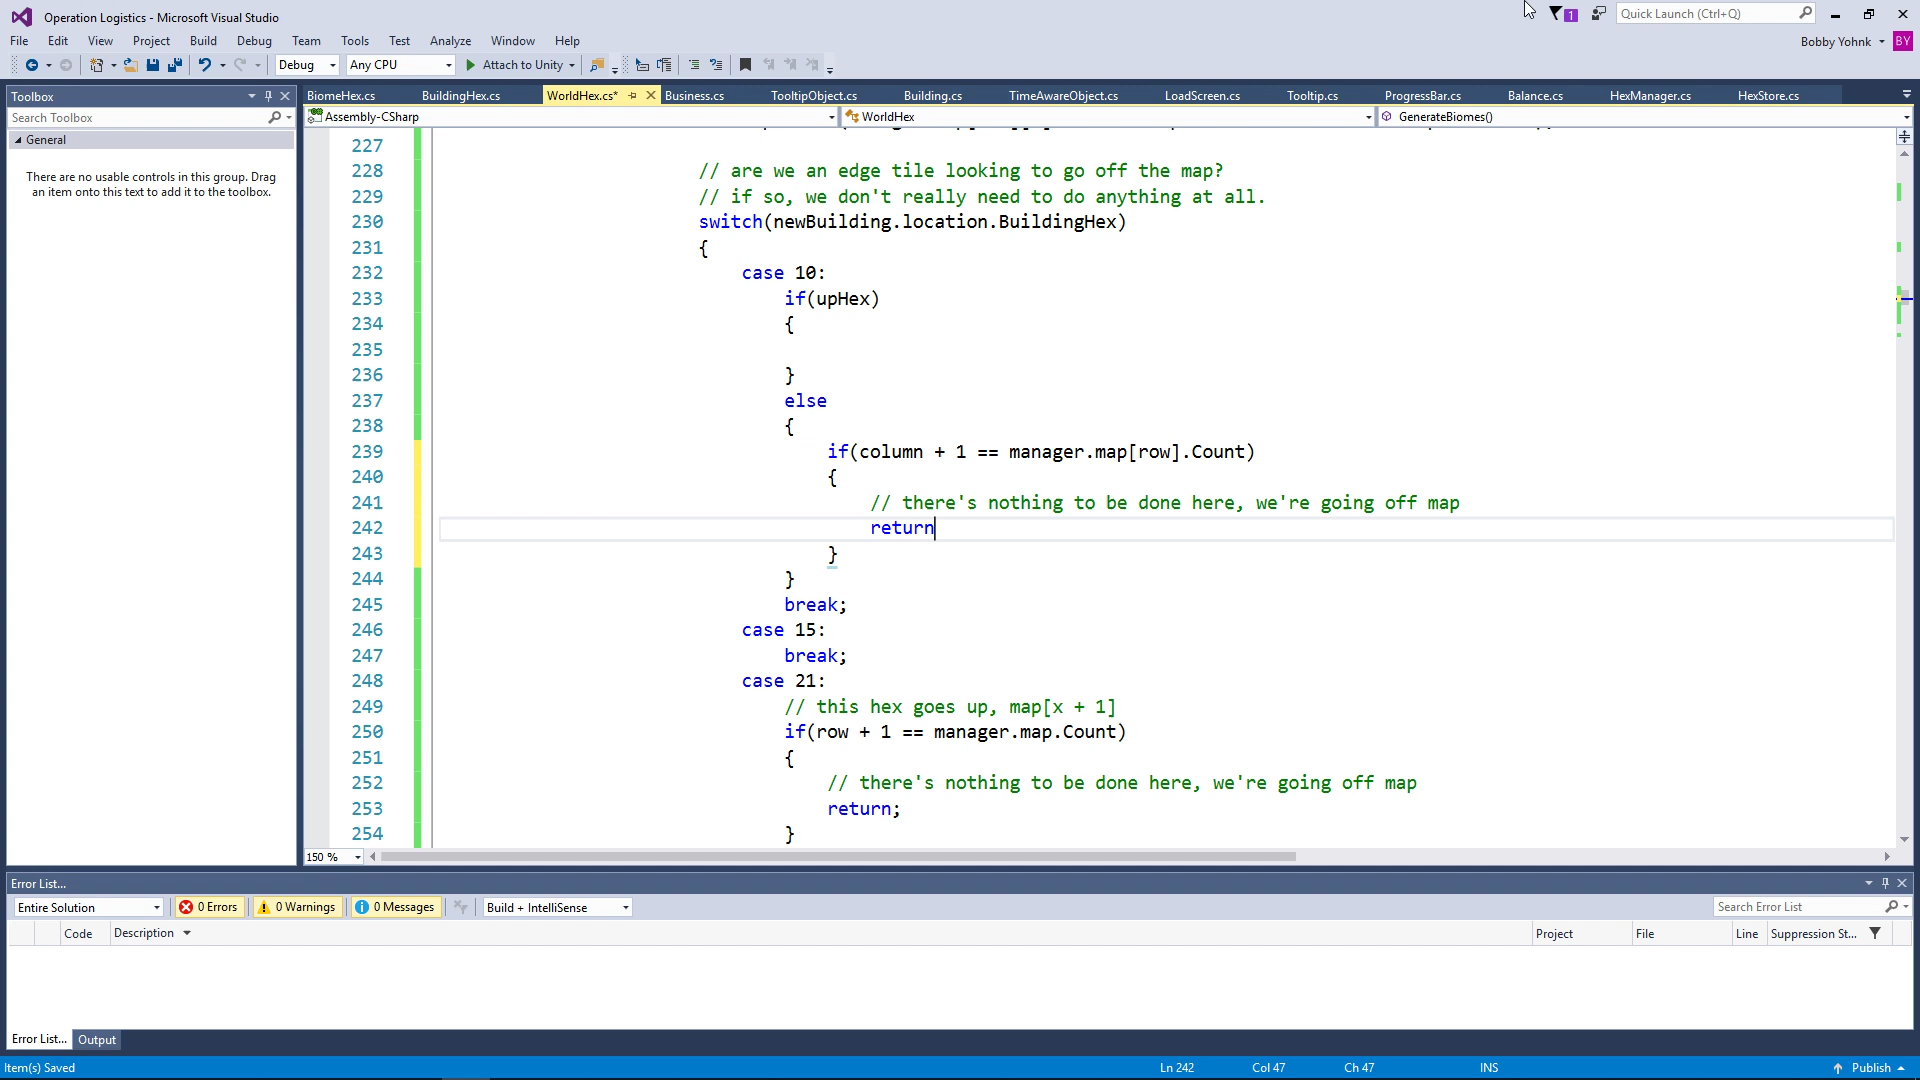 Operation Logistics - Microsoft Visual Studio
1
Quick Launch (Ctrl+Q)
File Edit View Project Build Debug Team Tools Test Analyze Window Help
Bobby Yohnk BY
Debug Any CPU Attach to Unity
Toolbox
Search Toolbox
General
There are no usable controls in this group. Drag
an item onto this text to add it to the toolbox.
BiomeHex.cs BuildingHex.cs WorldHex.cs* Business.cs TooltipObject.cs Building.cs TimeAwareObject.cs LoadScreen.cs Tooltip.cs ProgressBar.cs Balance.cs HexManager.cs HexStore.cs
Assembly-CSharp WorldHex GenerateBiomes()
227
228 // are we an edge tile looking to go off the map?
229 // if so, we don't really need to do anything at all.
230 switch(newBuilding.location.BuildingHex)
231 {
232 case 10:
233 if(upHex)
234 {
235
236 }
237 else
238 {
239 if(column + 1 == manager.map[row].Count)
240 {
241 // there's nothing to be done here, we're going off map
242 return
243 }
244 }
245 break;
246 case 15:
247 break;
248 case 21:
249 // this hex goes up, map[x + 1]
250 if(row + 1 == manager.map.Count)
251 {
252 // there's nothing to be done here, we're going off map
253 return;
254 }
150 %
Error List...
Entire Solution 0 Errors 0 Warnings 0 Messages Build + IntelliSense
Search Error List
Code Description Project File Line Suppression St...
Error List... Output
Item(s) Saved Ln 242 Col 47 Ch 47 INS Publish